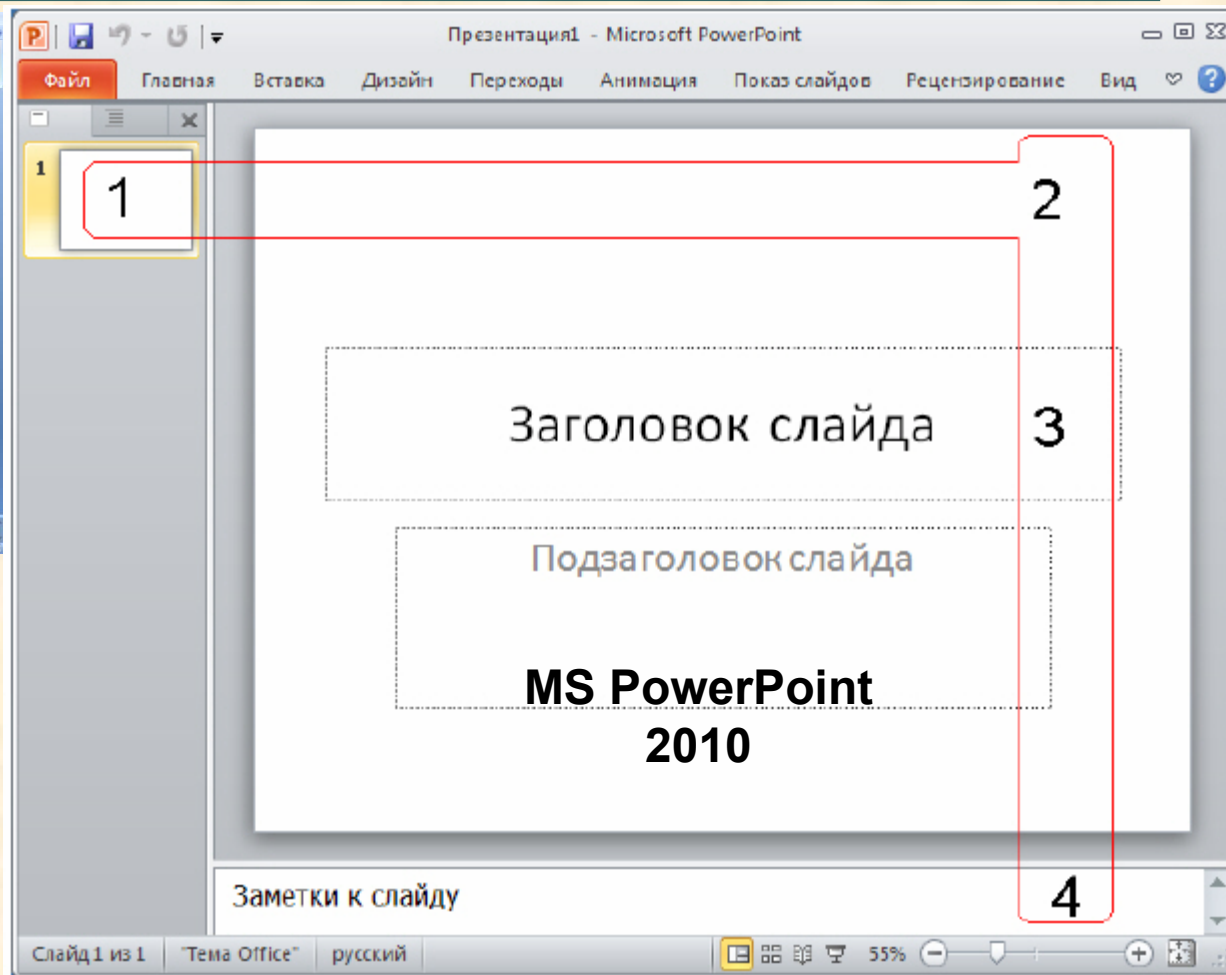 Презентация1 - Microsoft PowerPoint
Файл Главная Вставка Дизайн Переходы Анимация Показ слайдов Рецензирование Вид
1
1
2
Заголовок слайда 3
Подзаголовок слайда
MS PowerPoint
2010
Заметки к слайду 4
Слайд 1 из 1 "Тема Office" русский 55%